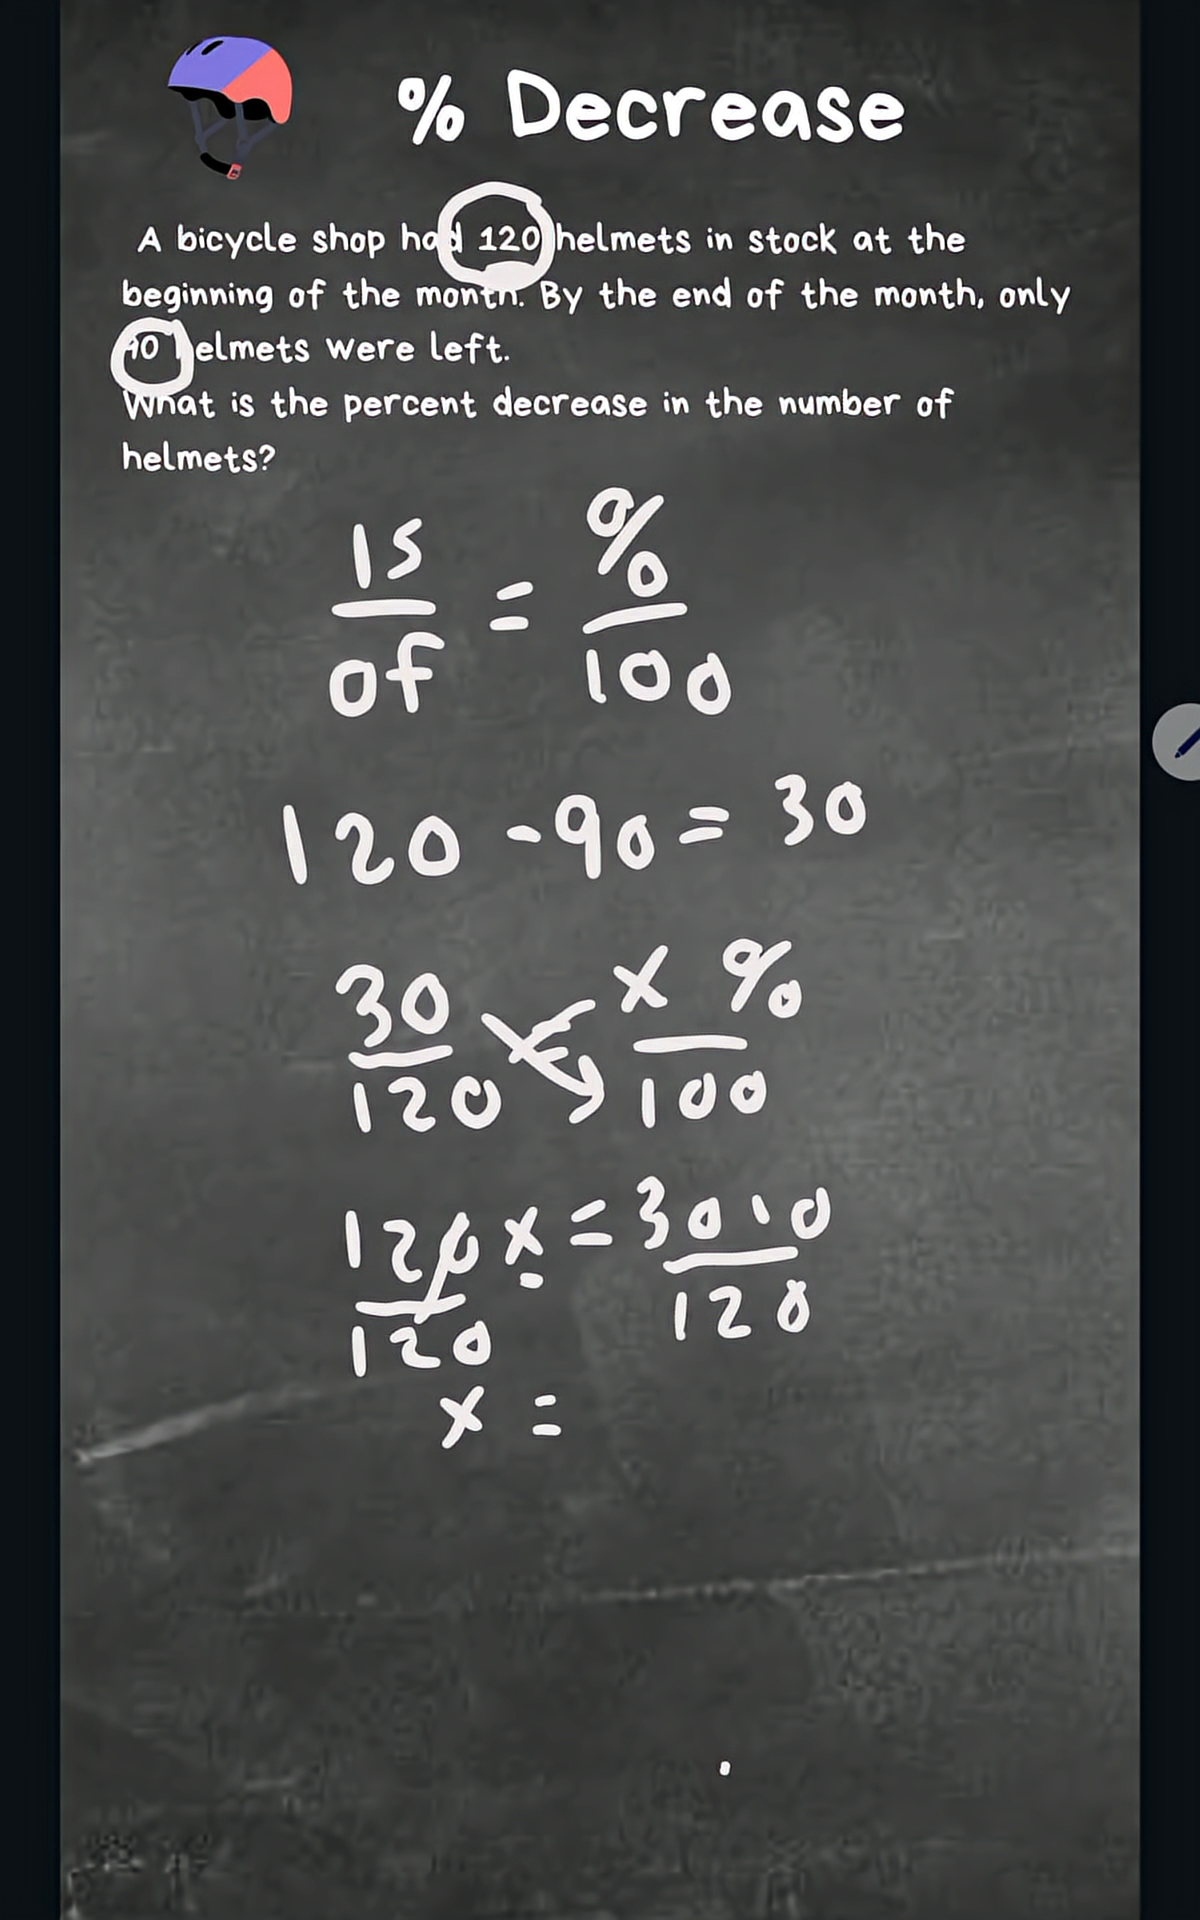 % Decrease
A bicycle shop had 120 helmets in stock at the
beginning of the month. By the end of the month, only
90 helmets were left.
What is the percent decrease in the number of
helmets?
is/of = %/100
120 - 90 = 30
30/120 x %/100
120x = 3010
120 120
x =